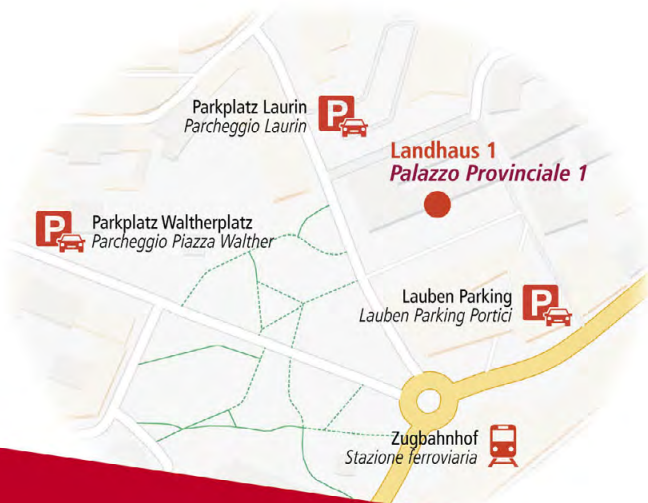 Parkplatz Laurin
Parcheggio Laurin
P
Landhaus 1
Palazzo Provinciale 1
P
Parkplatz Waltherplatz
Parcheggio Piazza Walther
Lauben Parking
Lauben Parking Portici
P
Zugbahnhof
Stazione ferroviaria